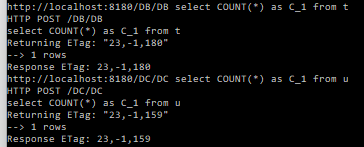 http://localhost:8180/DB/DB select COUNT(*) as C_1 from t
HTTP POST /DB/DB
select COUNT(*) as C_1 from t
Returning ETag: "23,-1,180"
--> 1 rows
Response ETag: 23,-1,180
http://localhost:8180/DC/DC select COUNT(*) as C_1 from u
HTTP POST /DC/DC
select COUNT(*) as C_1 from u
Returning ETag: "23,-1,159"
--> 1 rows
Response ETag: 23,-1,159